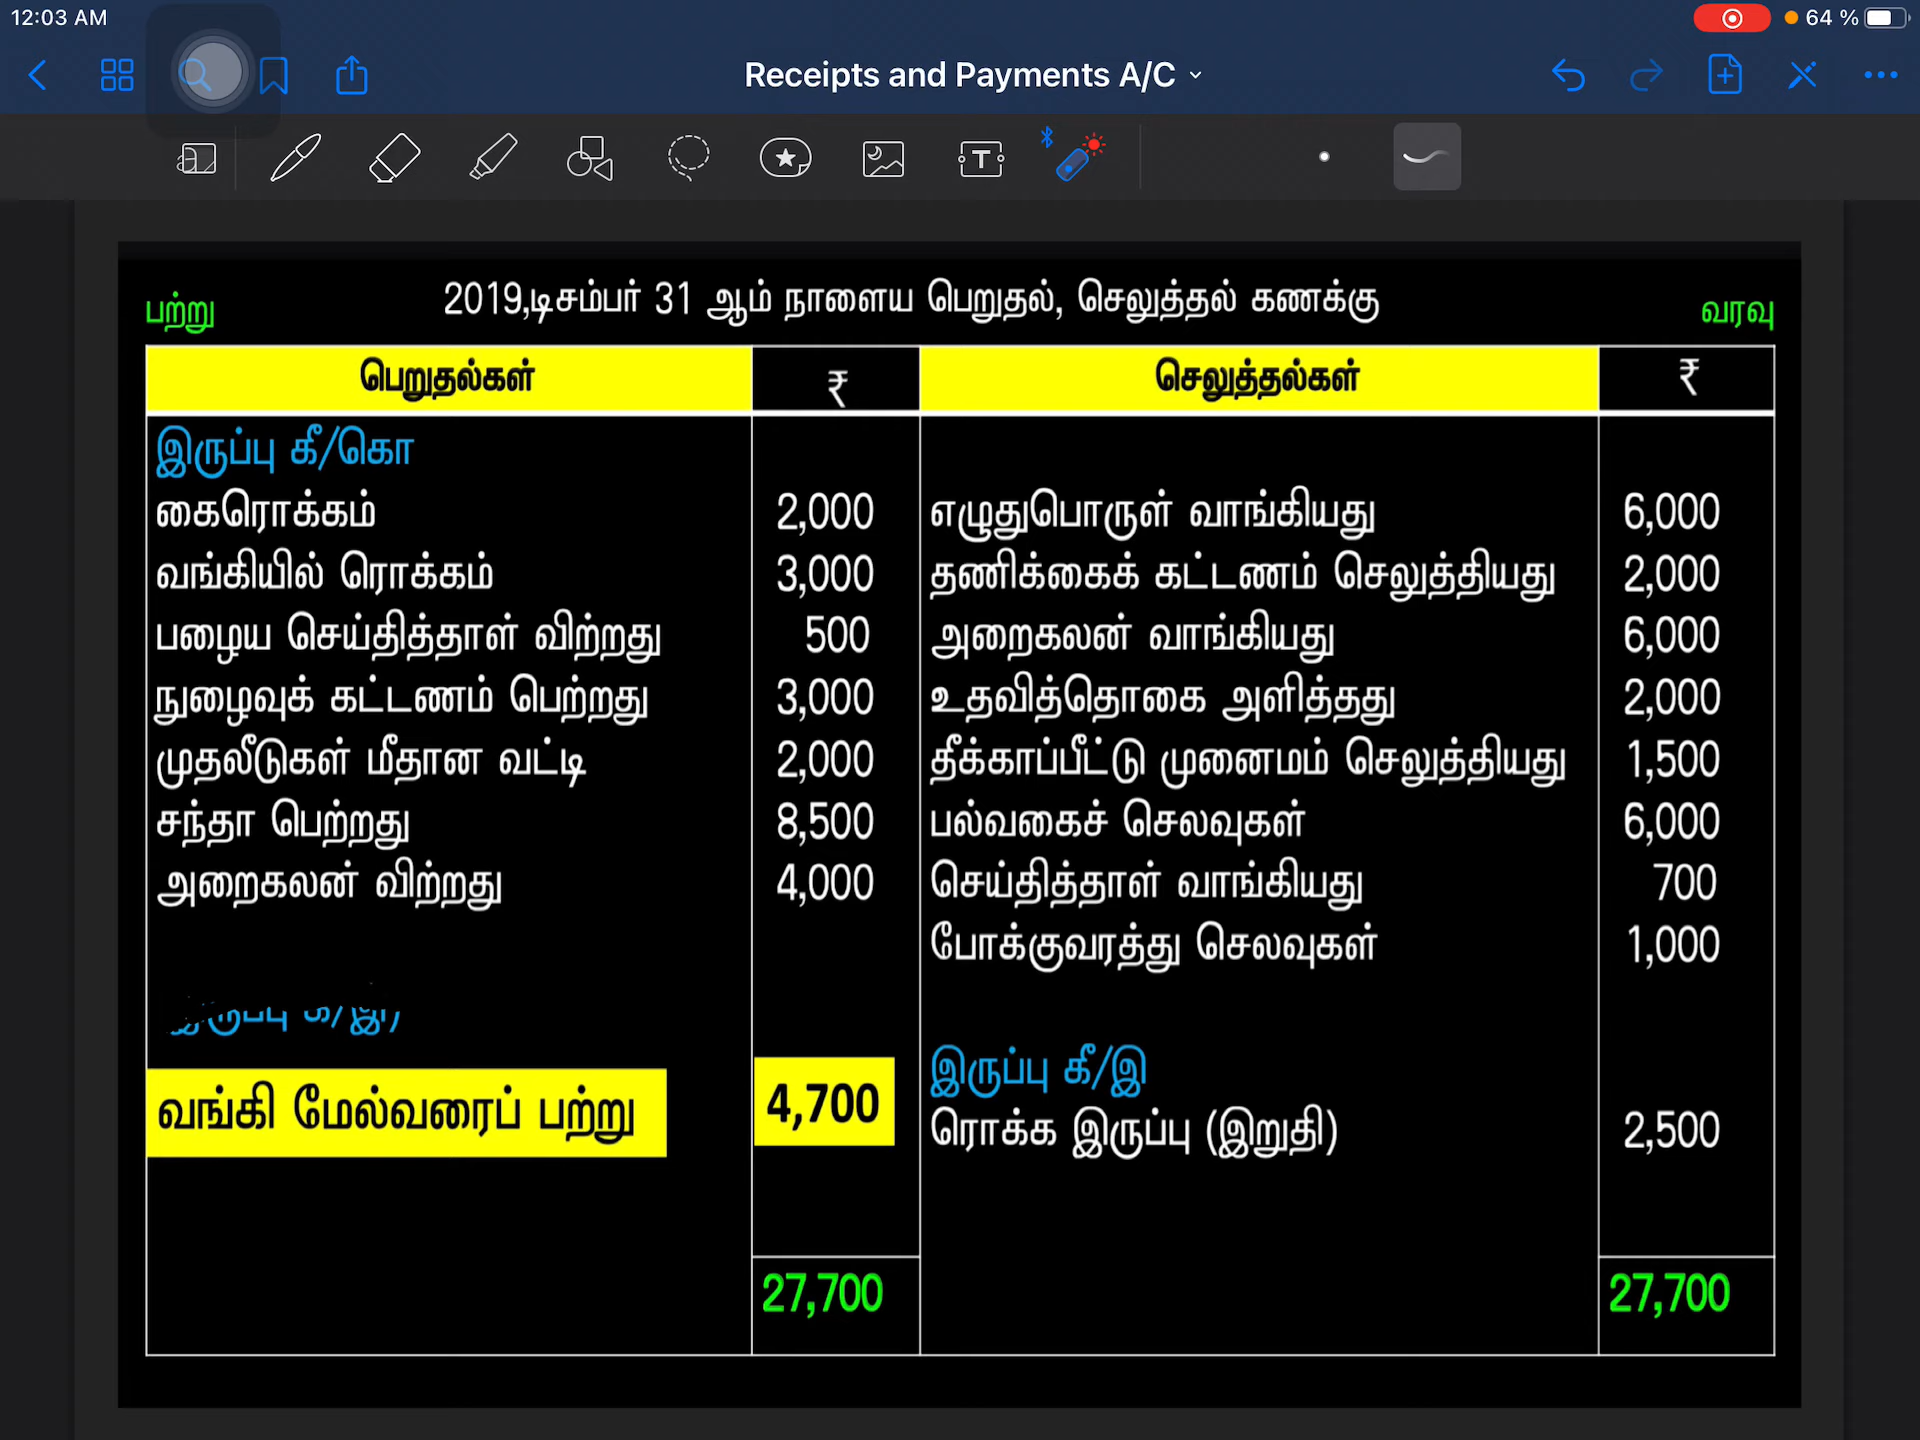 12:03 AM
64 %
Receipts and Payments A/C
T
பற்று
2019,டிசம்பர் 31 ஆம் நாளைய பெறுதல், செலுத்தல் கணக்கு
வரவு
பெறுதல்கள் ₹ செலுத்தல்கள் ₹
இருப்பு கீ/கொ
கைரொக்கம் 2,000 எழுதுபொருள் வாங்கியது 6,000
வங்கியில் ரொக்கம் 3,000 தணிக்கைக் கட்டணம் செலுத்தியது 2,000
பழைய செய்தித்தாள் விற்றது 500 அறைகலன் வாங்கியது 6,000
நுழைவுக் கட்டணம் பெற்றது 3,000 உதவித்தொகை அளித்தது 2,000
முதலீடுகள் மீதான வட்டி 2,000 தீக்காப்பீட்டு முனைமம் செலுத்தியது 1,500
சந்தா பெற்றது 8,500 பல்வகைச் செலவுகள் 6,000
அறைகலன் விற்றது 4,000 செய்தித்தாள் வாங்கியது 700
போக்குவரத்து செலவுகள் 1,000
இருப்பு கீ/இ
வங்கி மேல்வரைப் பற்று 4,700 ரொக்க இருப்பு (இறுதி) 2,500
27,700 27,700